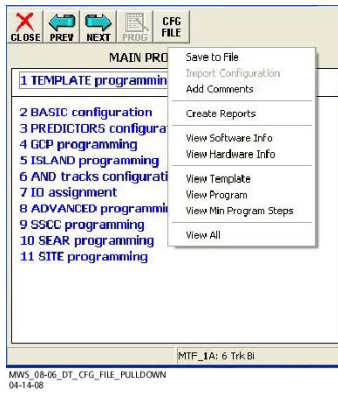 CLOSE PREV NEXT PROG CFG FILE
MAIN PRO
1 TEMPLATE programmin
2 BASIC configuration
3 PREDICTORS configura
4 GCP programming
5 ISLAND programming
6 AND tracks configurati
7 IO assignment
8 ADVANCED programmi
9 SSCC programming
10 SEAR programming
11 SITE programming
Save to File
Import Configuration
Add Comments
Create Reports
View Software Info
View Hardware Info
View Template
View Program
View Min Program Steps
View All
MTF_1A: 6 Trk Bi
MWS_08-06_DT_CFG_FILE_PULLDOWN
04-14-08